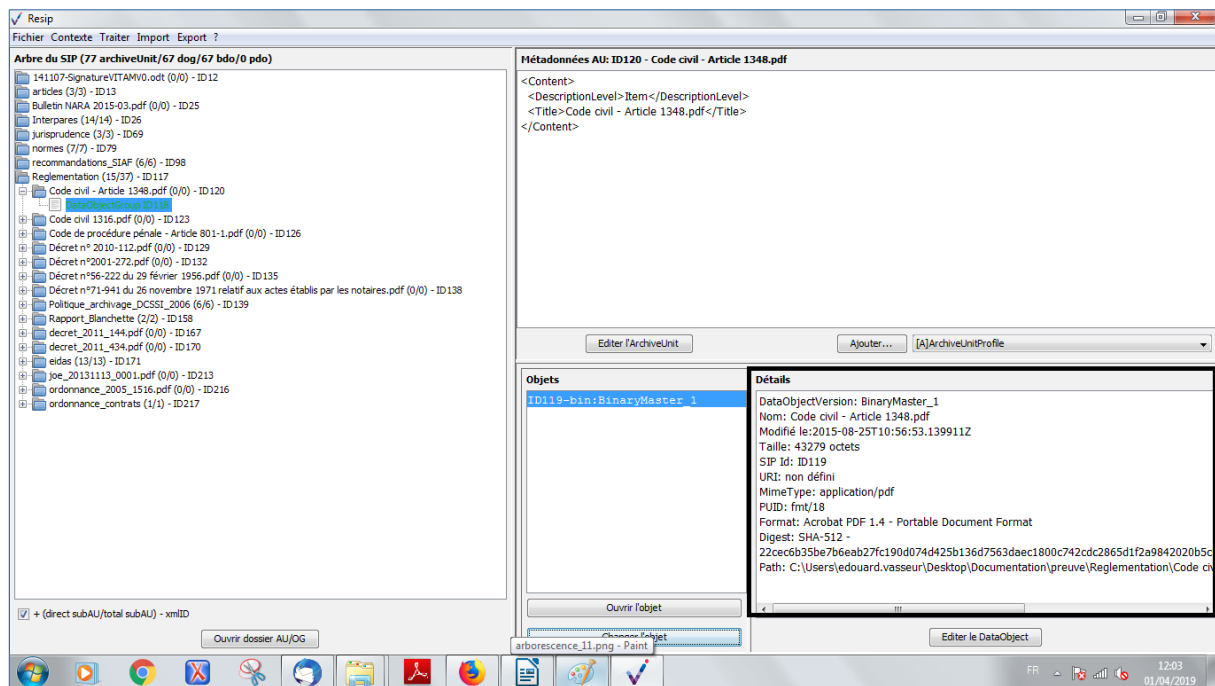 Resip
Fichier Contexte Traiter Import Export ?
Arbre du SIP (77 archiveUnit/67 dog/67 bdo/0 pdo)
141107-SignatureVITAMV0.odt (0/0) - ID12
articles (3/3) - ID13
Bulletin NARA 2015-03.pdf (0/0) - ID25
Interpares (14/14) - ID26
jurisprudence (3/3) - ID69
normes (7/7) - ID79
recommandations_SIAF (6/6) - ID98
Reglementation (15/37) - ID117
Code civil - Article 1348.pdf (0/0) - ID120
DataObjectGroup ID118
Code civil 1316.pdf (0/0) - ID123
Code de procédure pénale - Article 801-1.pdf (0/0) - ID126
Décret n° 2010-112.pdf (0/0) - ID129
Décret n°2001-272.pdf (0/0) - ID132
Décret n°56-222 du 29 février 1956.pdf (0/0) - ID135
Décret n°71-941 du 26 novembre 1971 relatif aux actes établis par les notaires.pdf (0/0) - ID138
Politique_archivage_DCSSI_2006 (6/6) - ID139
Rapport_Blanchette (2/2) - ID158
decret_2011_144.pdf (0/0) - ID167
decret_2011_434.pdf (0/0) - ID170
eidas (13/13) - ID171
joe_20131113_0001.pdf (0/0) - ID213
ordonnance_2005_1516.pdf (0/0) - ID216
ordonnance_contrats (1/1) - ID217
+ (direct subAU/total subAU) - xmlID
Ouvrir dossier AU/OG
Métadonnées AU: ID120 - Code civil - Article 1348.pdf
<Content>
<DescriptionLevel>Item</DescriptionLevel>
<Title>Code civil - Article 1348.pdf</Title>
</Content>
Editer l'ArchiveUnit
Ajouter...
[A]ArchiveUnitProfile
Objets
ID119-bin:BinaryMaster_1
Ouvrir l'objet
Changer l'objet
arborescence_11.png - Paint
Détails
DataObjectVersion: BinaryMaster_1
Nom: Code civil - Article 1348.pdf
Modifié le:2015-08-25T10:56:53.139911Z
Taille: 43279 octets
SIP Id: ID119
URI: non défini
MimeType: application/pdf
PUID: fmt/18
Format: Acrobat PDF 1.4 - Portable Document Format
Digest: SHA-512 -
22cec6b35be7b6eab27fc190d074d425b136d7563daec1800c742cdc2865d1f2a9842020b5c
Path: C:\Users\edouard.vasseur\Desktop\Documentation\preuve\Reglementation\Code civ
Editer le DataObject
FR
12:03
01/04/2019